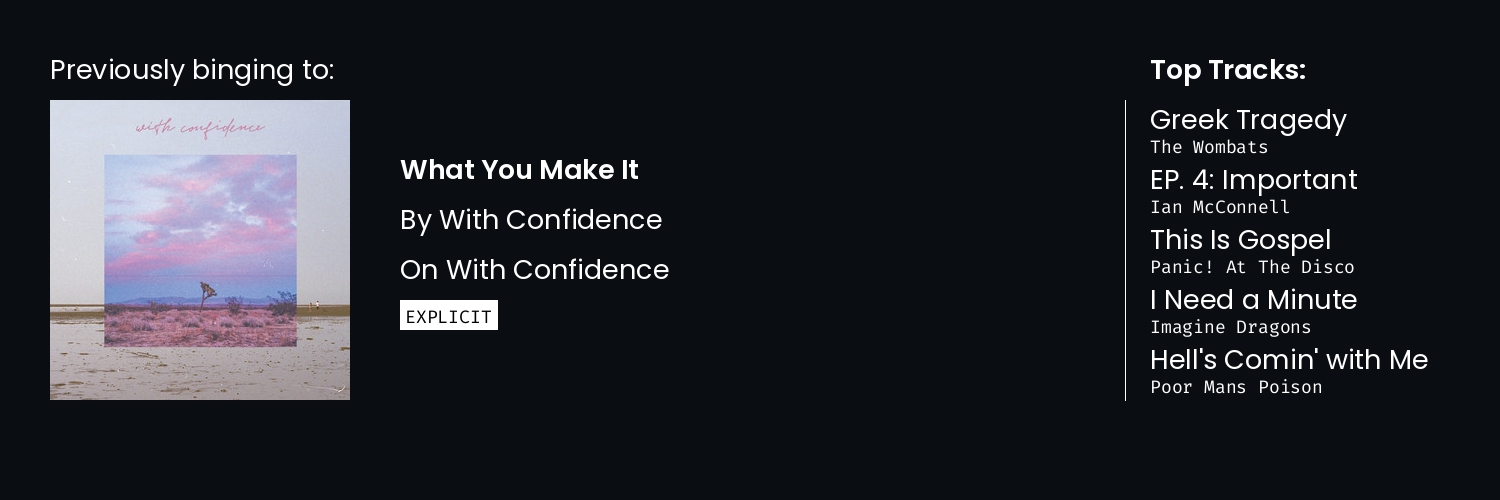 Previously binging to:
with confidence
What You Make It
By With Confidence
On With Confidence
EXPLICIT
Top Tracks:
Greek Tragedy
The Wombats
EP. 4: Important
Ian McConnell
This Is Gospel
Panic! At The Disco
I Need a Minute
Imagine Dragons
Hell's Comin' with Me
Poor Mans Poison